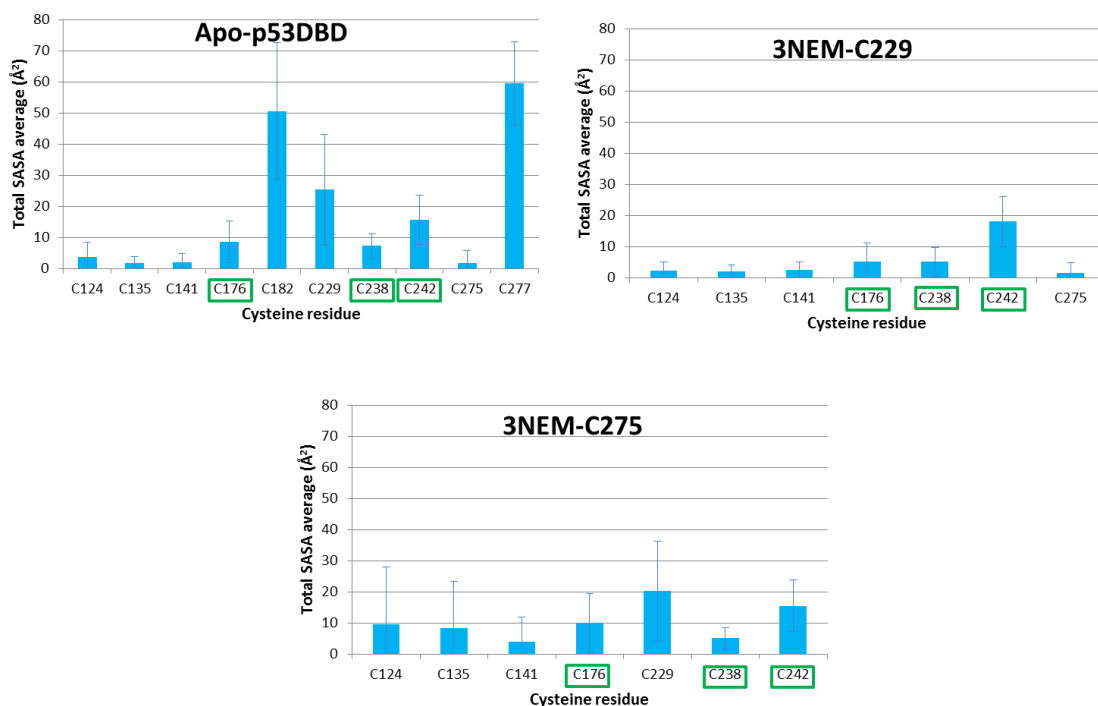 Apo-p53DBD
Total SASA average (Å²)
80
70
60
50
40
30
20
10
0
C124 C135 C141 C176 C182 C229 C238 C242 C275 C277
Cysteine residue
3NEM-C229
Total SASA average (Å²)
80
70
60
50
40
30
20
10
0
C124 C135 C141 C176 C238 C242 C275
Cysteine residue
3NEM-C275
Total SASA average (Å²)
80
70
60
50
40
30
20
10
0
C124 C135 C141 C176 C229 C238 C242
Cysteine residue